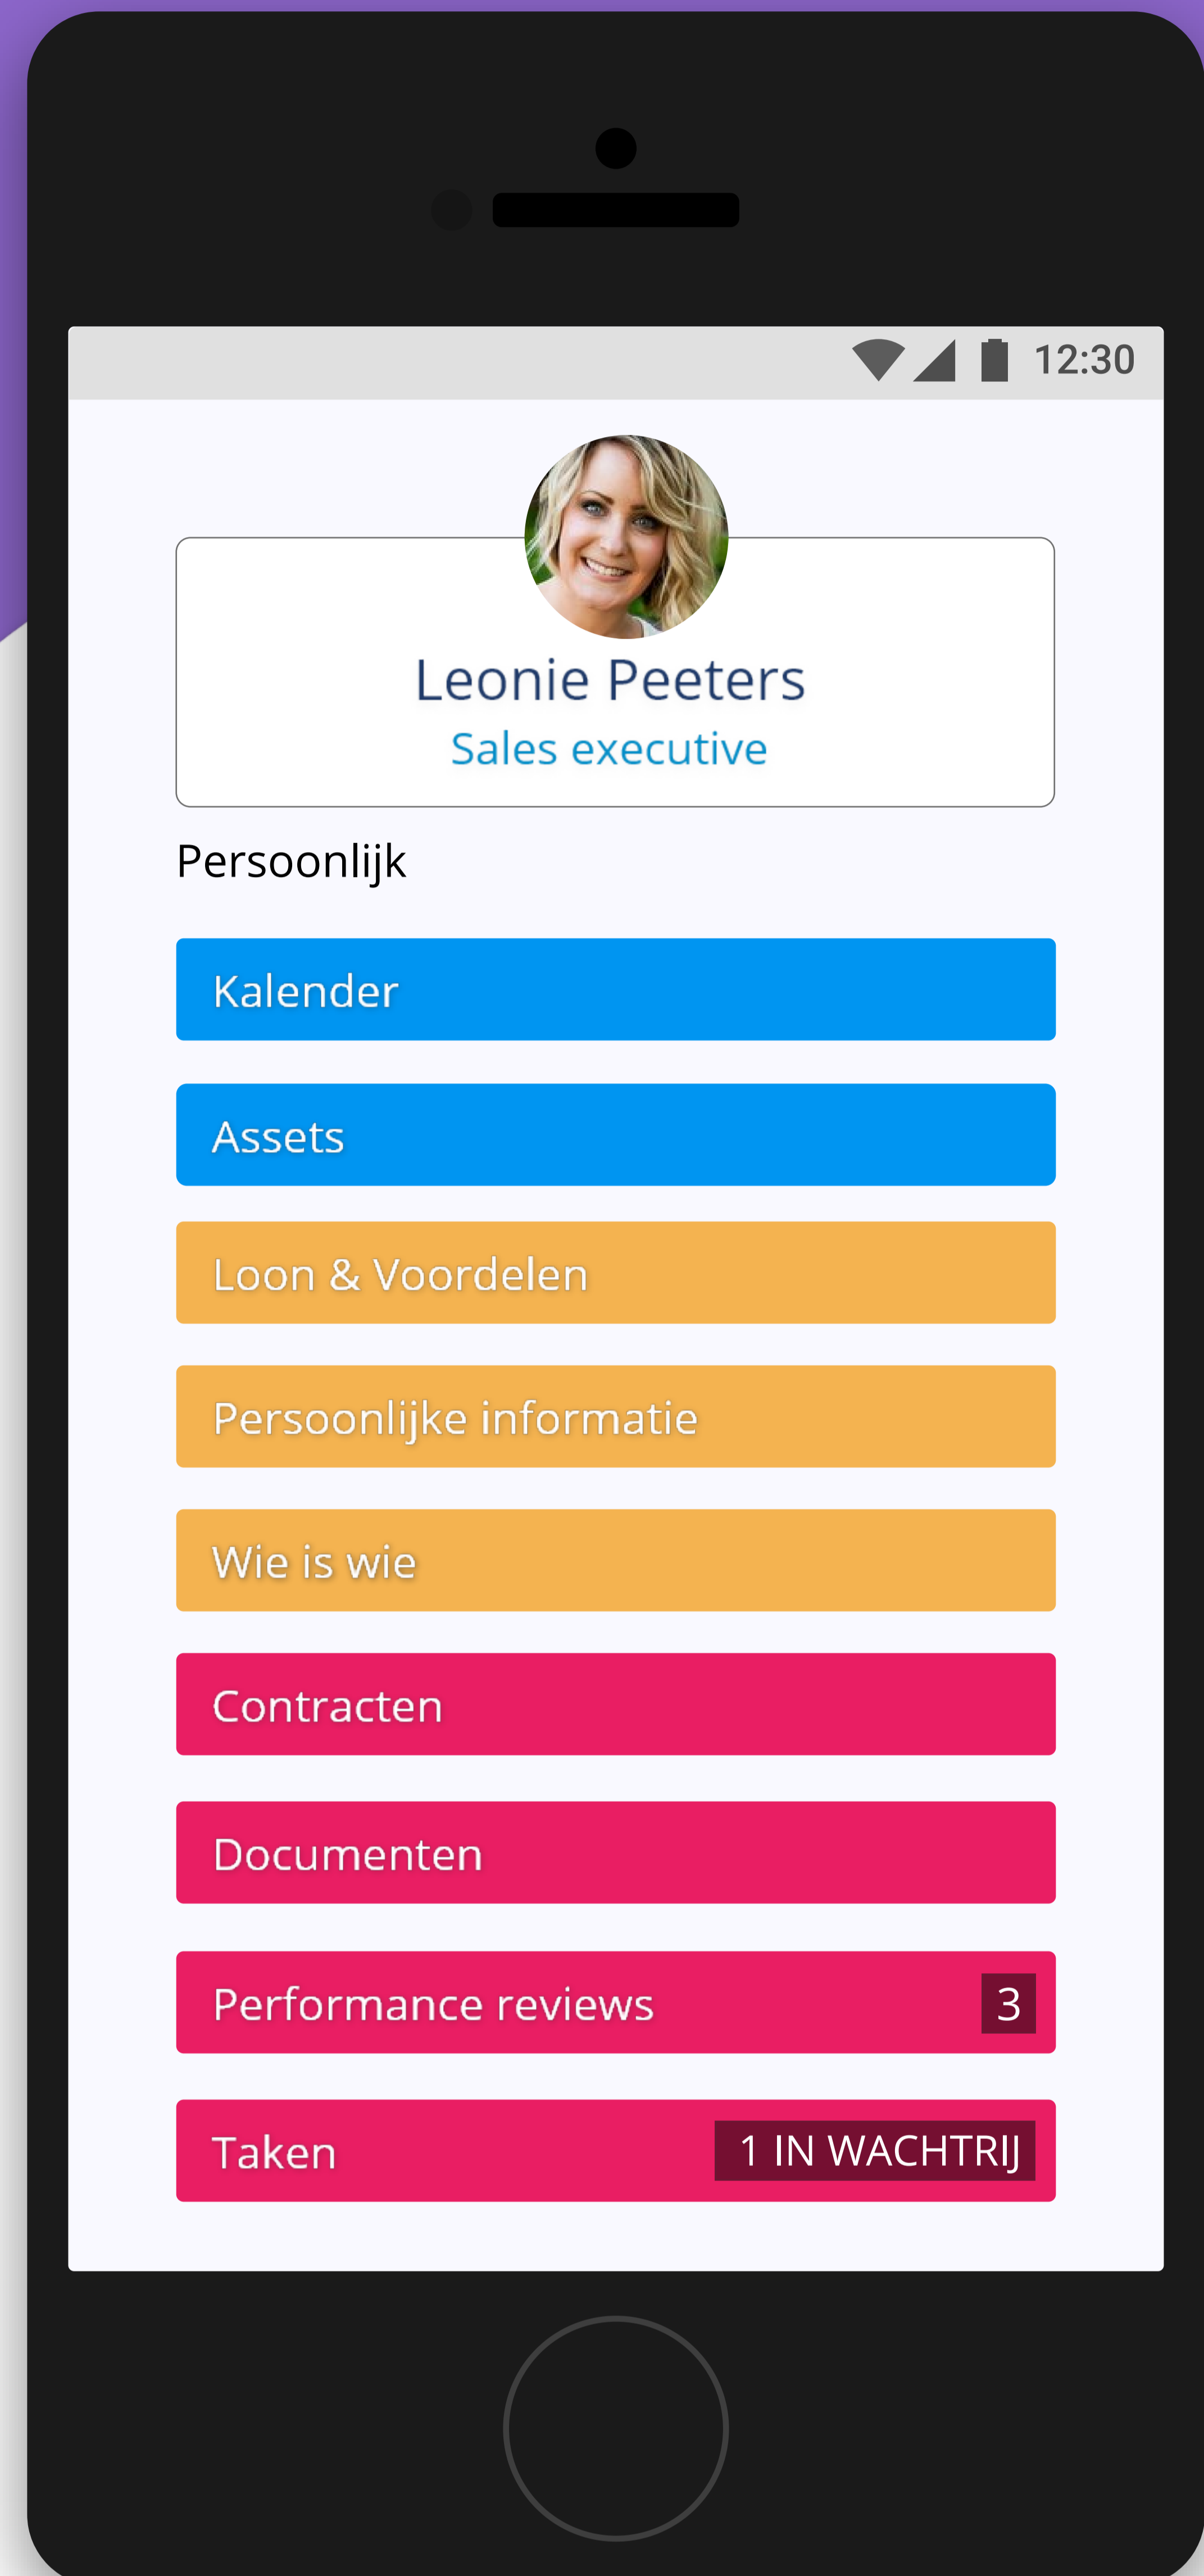 12:30
Leonie Peeters
Sales executive
Persoonlijk
Kalender
Assets
Loon & Voordelen
Persoonlijke informatie
Wie is wie
Contracten
Documenten
Performance reviews 3
Taken 1 IN WACHTRIJ